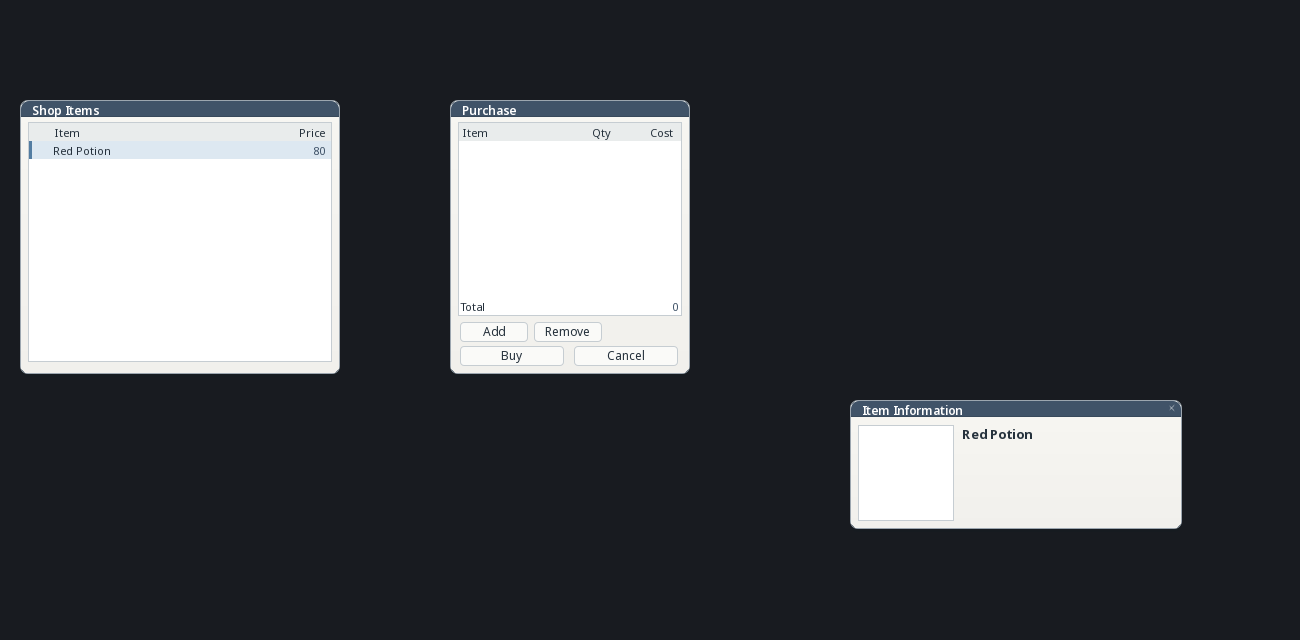 Shop Items
Item Price
Red Potion 80
Purchase
Item Qty Cost
Total 0
Add Remove
Buy Cancel
Item Information ×
Red Potion